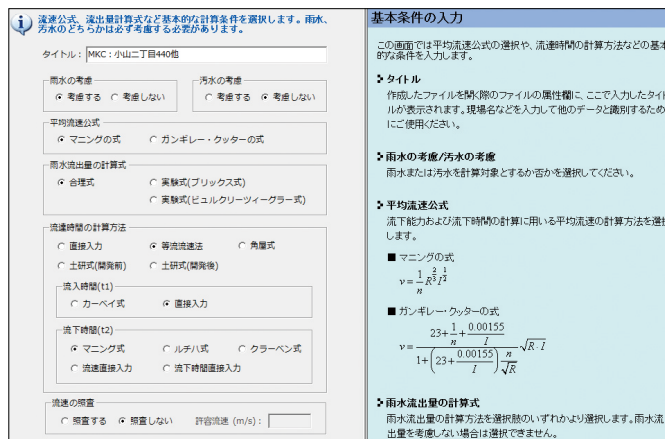 流速公式、流出量計算式など基本的な計算条件を選択します。雨水、
汚水のどちらかは必ず考慮する必要があります。
タイトル： MKC：小山二丁目440他
雨水の考慮
考慮する 考慮しない
汚水の考慮
考慮する 考慮しない
平均流速公式
マニングの式 ガンギレー・クッターの式
雨水流出量の計算式
合理式 実験式(ブリックス式)
実験式(ビュルクリーツィーグラー式)
流達時間の計算方法
直接入力 等流流速法 角屋式
土研式(開発前) 土研式(開発後)
流入時間(t1)
カーベイ式 直接入力
流下時間(t2)
マニング式 ルチハ式 クラーベン式
流速直接入力 流下時間直接入力
流速の照査
照査する 照査しない 許容流速 (m/s)：
基本条件の入力
この画面では平均流速公式の選択や、流達時間の計算方法などの基本
的な条件を入力します。
タイトル
作成したファイルを開く際のファイルの属性欄に、ここで入力したタイト
ルが表示されます。現場名などを入力して他のデータと識別するため
にご使用ください。
雨水の考慮/汚水の考慮
雨水または汚水を計算対象とするか否かを選択してください。
平均流速公式
流下能力および流下時間の計算に用いる平均流速の計算方法を選択
します。
■ マニングの式
v = 1/n R^(2/3) I^(1/2)
■ ガンギレー・クッターの式
v = (23 + 1/n + 0.00155/I) / (1 + (23 + 0.00155/I) n/√R) √R・I
雨水流出量の計算式
雨水流出量の計算方法を選択肢のいずれかより選択します。雨水流
出量を考慮しない場合は選択できません。